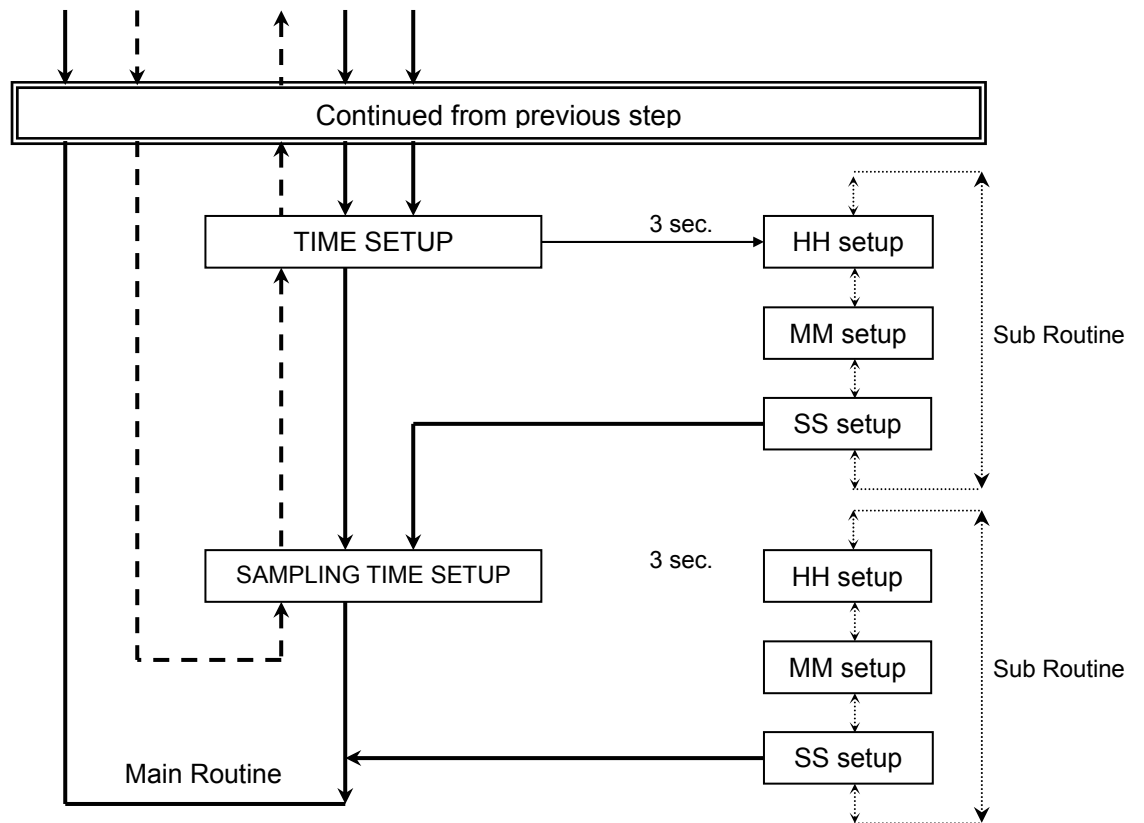 Continued from previous step
TIME SETUP
3 sec.
HH setup
MM setup
Sub Routine
SS setup
SAMPLING TIME SETUP
3 sec.
HH setup
MM setup
Sub Routine
SS setup
Main Routine